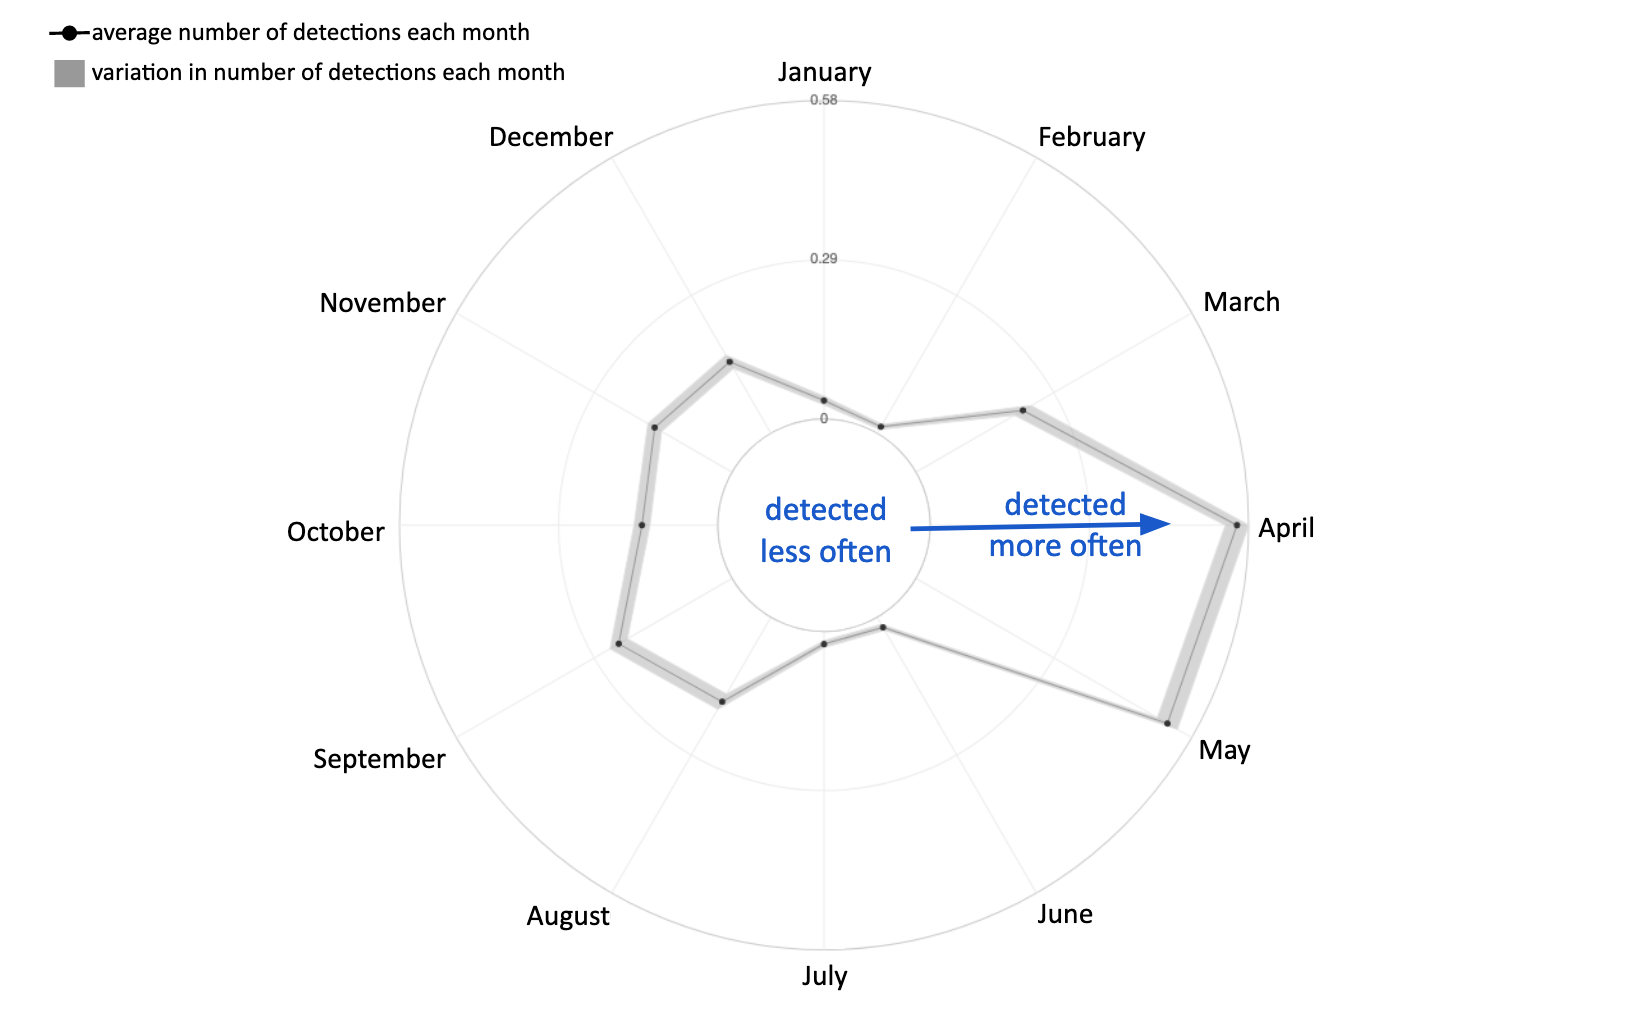 average number of detections each month
variation in number of detections each month
January
0.58
December
February
0.29
November
March
0
detected
less often
detected
more often
October
April
September
May
August
June
July